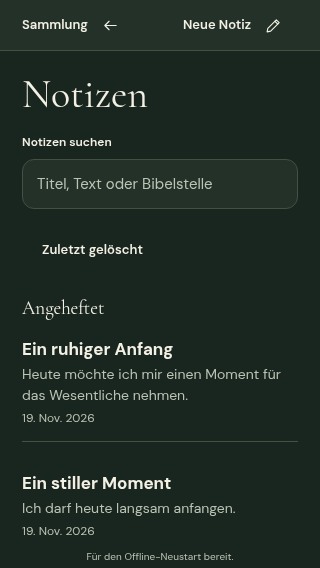 Sammlung
Neue Notiz
Notizen
Notizen suchen
Titel, Text oder Bibelstelle
Zuletzt gelöscht
Angeheftet
Ein ruhiger Anfang
Heute möchte ich mir einen Moment für
das Wesentliche nehmen.
19. Nov. 2026
Ein stiller Moment
Ich darf heute langsam anfangen.
19. Nov. 2026
Für den Offline-Neustart bereit.